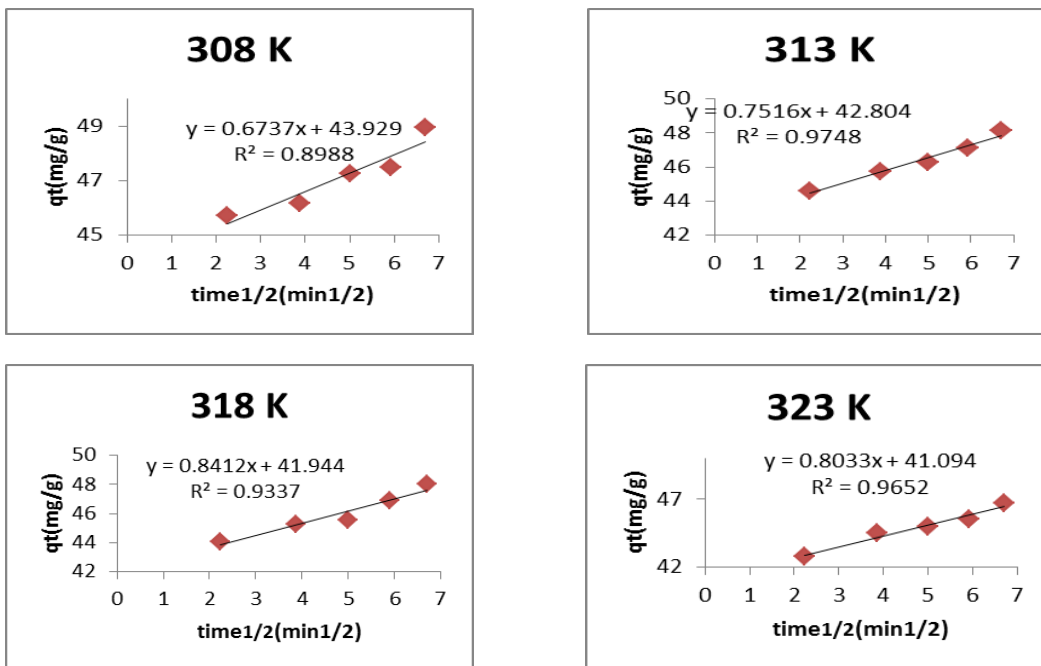 308 K
y = 0.6737x + 43.929
R² = 0.8988
qt(mg/g)
49
47
45
0 1 2 3 4 5 6 7
time1/2(min1/2)
313 K
y = 0.7516x + 42.804
R² = 0.9748
qt(mg/g)
50
48
46
44
42
0 1 2 3 4 5 6 7
time1/2(min1/2)
318 K
y = 0.8412x + 41.944
R² = 0.9337
qt(mg/g)
50
48
46
44
42
0 1 2 3 4 5 6 7
time1/2(min1/2)
323 K
y = 0.8033x + 41.094
R² = 0.9652
qt(mg/g)
47
42
0 1 2 3 4 5 6 7
time1/2(min1/2)